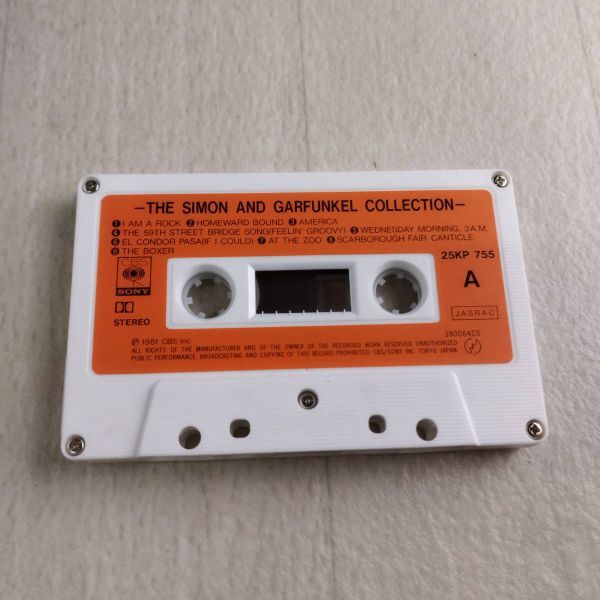 -THE SIMON AND GARFUNKEL COLLECTION-
❶I AM A ROCK ❷HOMEWARD BOUND ❸AMERICA
❹THE 59TH STREET BRIDGE SONG(FEELIN' GROOVY) ❺WEDNESDAY MORNING, 3A.M.
❻EL CONDOR PASA(IF I COULD) ❼AT THE ZOO ❽SCARBOROUGH FAIR/CANTICLE
❾THE BOXER
CBS
SONY
STEREO
25KP 755
A
JASRAC
380064CS
Ⓟ1981 CBS Inc.
ALL RIGHTS OF THE MANUFACTURER AND OF THE OWNER OF THE RECORDED WORK RESERVED UNAUTHORIZED
PUBLIC PERFORMANCE, BROADCASTING AND COPYING OF THIS RECORD PROHIBITED CBS/SONY INC. TOKYO JAPAN